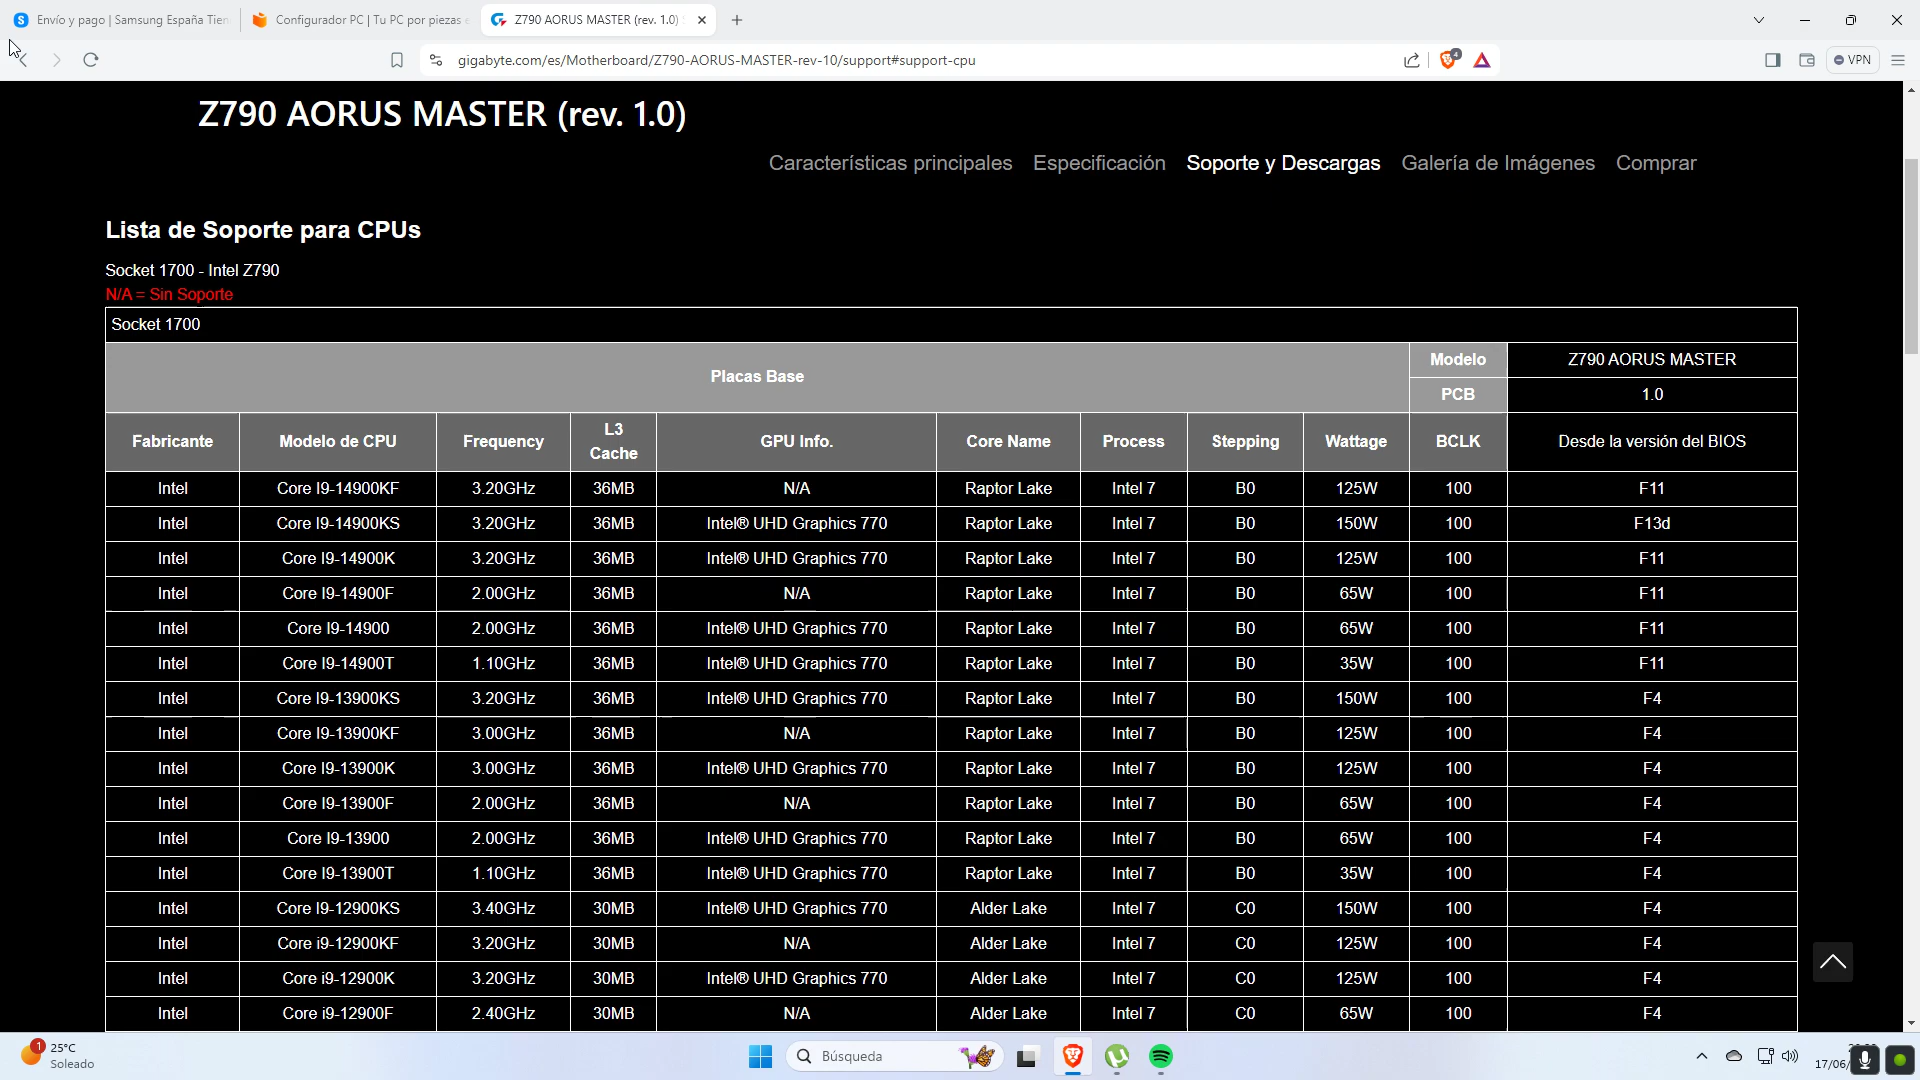 Envío y pago | Samsung España Tien
Configurador PC | Tu PC por piezas e
Z790 AORUS MASTER (rev. 1.0)
gigabyte.com/es/Motherboard/Z790-AORUS-MASTER-rev-10/support#support-cpu
4
VPN
Z790 AORUS MASTER (rev. 1.0)
Características principales Especificación Soporte y Descargas Galería de Imágenes Comprar
Lista de Soporte para CPUs
Socket 1700 - Intel Z790
N/A = Sin Soporte
Socket 1700
Placas Base Modelo Z790 AORUS MASTER
PCB 1.0
Fabricante Modelo de CPU Frequency L3 Cache GPU Info. Core Name Process Stepping Wattage BCLK Desde la versión del BIOS
Intel Core I9-14900KF 3.20GHz 36MB N/A Raptor Lake Intel 7 B0 125W 100 F11
Intel Core I9-14900KS 3.20GHz 36MB Intel® UHD Graphics 770 Raptor Lake Intel 7 B0 150W 100 F13d
Intel Core I9-14900K 3.20GHz 36MB Intel® UHD Graphics 770 Raptor Lake Intel 7 B0 125W 100 F11
Intel Core I9-14900F 2.00GHz 36MB N/A Raptor Lake Intel 7 B0 65W 100 F11
Intel Core I9-14900 2.00GHz 36MB Intel® UHD Graphics 770 Raptor Lake Intel 7 B0 65W 100 F11
Intel Core I9-14900T 1.10GHz 36MB Intel® UHD Graphics 770 Raptor Lake Intel 7 B0 35W 100 F11
Intel Core I9-13900KS 3.20GHz 36MB Intel® UHD Graphics 770 Raptor Lake Intel 7 B0 150W 100 F4
Intel Core I9-13900KF 3.00GHz 36MB N/A Raptor Lake Intel 7 B0 125W 100 F4
Intel Core I9-13900K 3.00GHz 36MB Intel® UHD Graphics 770 Raptor Lake Intel 7 B0 125W 100 F4
Intel Core I9-13900F 2.00GHz 36MB N/A Raptor Lake Intel 7 B0 65W 100 F4
Intel Core I9-13900 2.00GHz 36MB Intel® UHD Graphics 770 Raptor Lake Intel 7 B0 65W 100 F4
Intel Core I9-13900T 1.10GHz 36MB Intel® UHD Graphics 770 Raptor Lake Intel 7 B0 35W 100 F4
Intel Core I9-12900KS 3.40GHz 30MB Intel® UHD Graphics 770 Alder Lake Intel 7 C0 150W 100 F4
Intel Core i9-12900KF 3.20GHz 30MB N/A Alder Lake Intel 7 C0 125W 100 F4
Intel Core i9-12900K 3.20GHz 30MB Intel® UHD Graphics 770 Alder Lake Intel 7 C0 125W 100 F4
Intel Core i9-12900F 2.40GHz 30MB N/A Alder Lake Intel 7 C0 65W 100 F4
1
25°C
Soleado
Búsqueda
17/06/